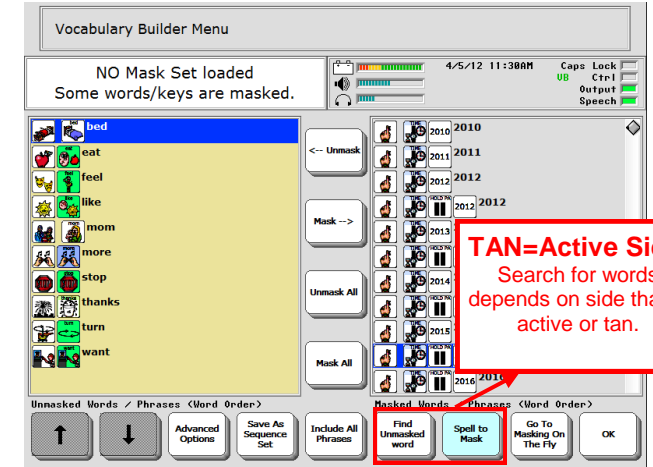 Vocabulary Builder Menu
NO Mask Set loaded
Some words/keys are masked.
4/5/12 11:30AM
Caps Lock
VB Ctrl
Output
Speech
bed
eat
feel
like
mom
more
stop
thanks
turn
want
<-- Unmask
Mask -->
Unmask All
Mask All
2010 2010
2011 2011
2012 2012
2012 2012
2013
2014
2015
2016 2016
TAN=Active
Search for words
depends on side
active or tan.
Unmasked Words / Phrases (Word Order)
Masked Words / Phrases (Word Order)
Advanced
Options
Save As
Sequence
Set
Include All
Phrases
Find
Unmasked
word
Spell to
Mask
Go To
Masking On
The Fly
OK